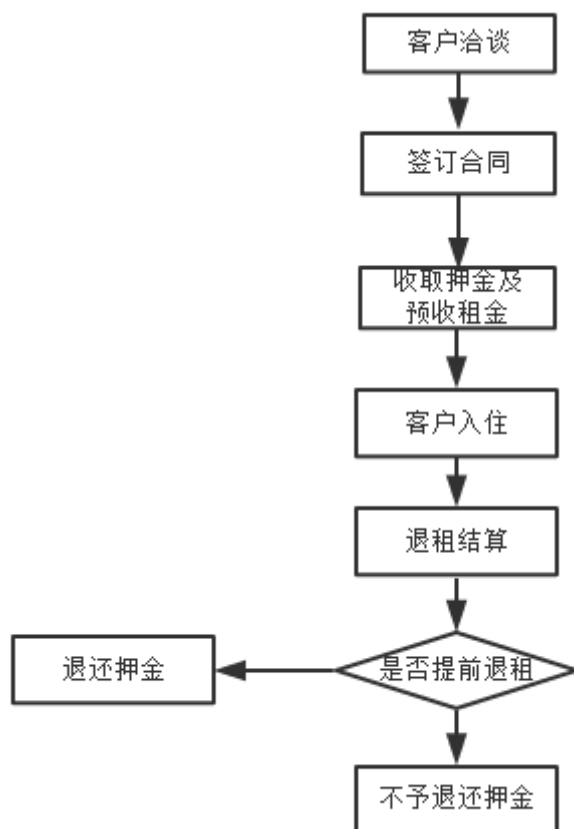 客户洽谈
签订合同
收取押金及
预收租金
客户入住
退租结算
退还押金
是否提前退租
不予退还押金